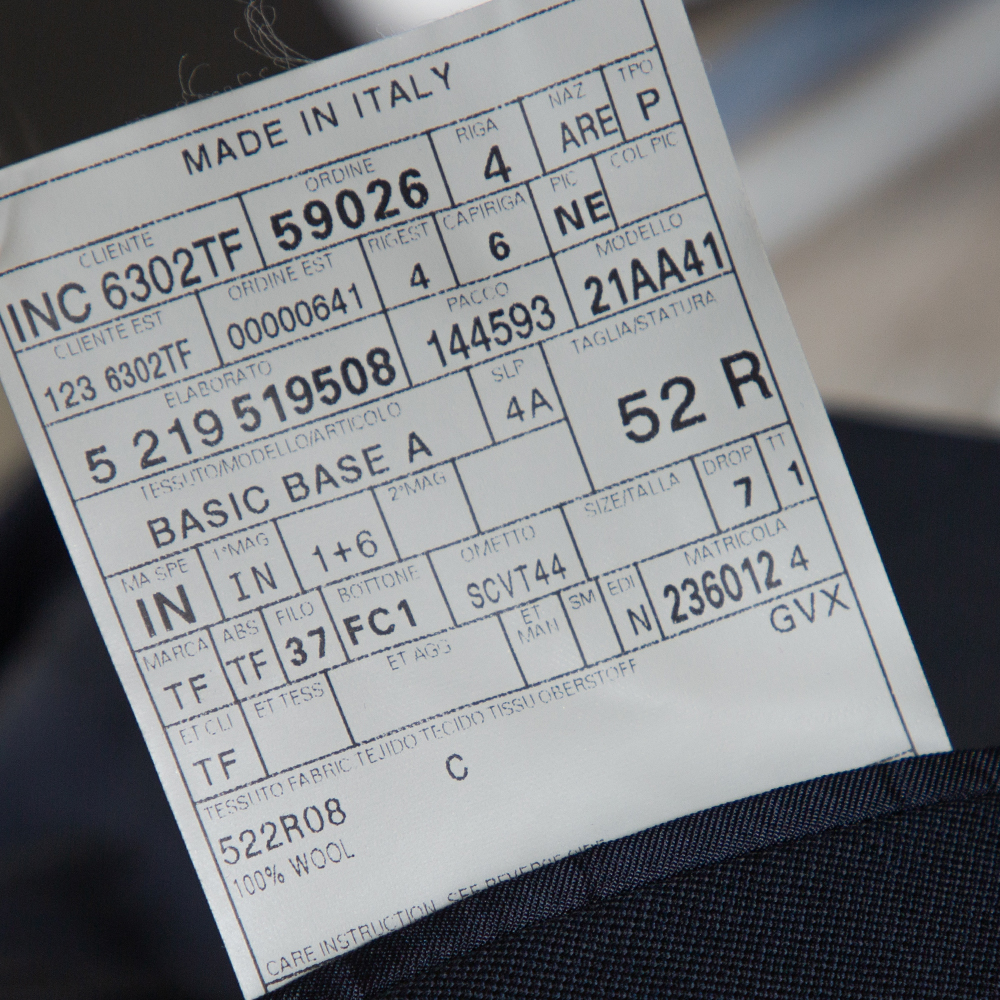 MADE IN ITALY
CLIENTE ORDINE RIGA NAZ TPO
INC 6302TF 59026 4 ARE P
CLIENTE EST ORDINE EST RIGEST CAPIRIGA PIC COL PIC
123 6302TF 00000641 4 6 NE
ELABORATO PACCO MODELLO
5 219 519508 144593 21AA41
TESSUTO/MODELLO/ARTICOLO SLP TAGLIA/STATURA
BASIC BASE A 4A 52 R
MA SPE 1°MAG 2°MAG SIZE/TALLA DROP TT
IN IN 1+6 7 1
MARCA ABS FILO BOTTONE OMETTO MATRICOLA
TF TF 37 FC1 SCVT44 236012 4
ET CLI ET TESS ET AGG ET MAN SM EDI
TF N GVX
TESSUTO FABRIC TEJIDO TECIDO TISSU OBERSTOFF
C
522R08
100% WOOL
CARE INSTRUCTION SEE REVERSE